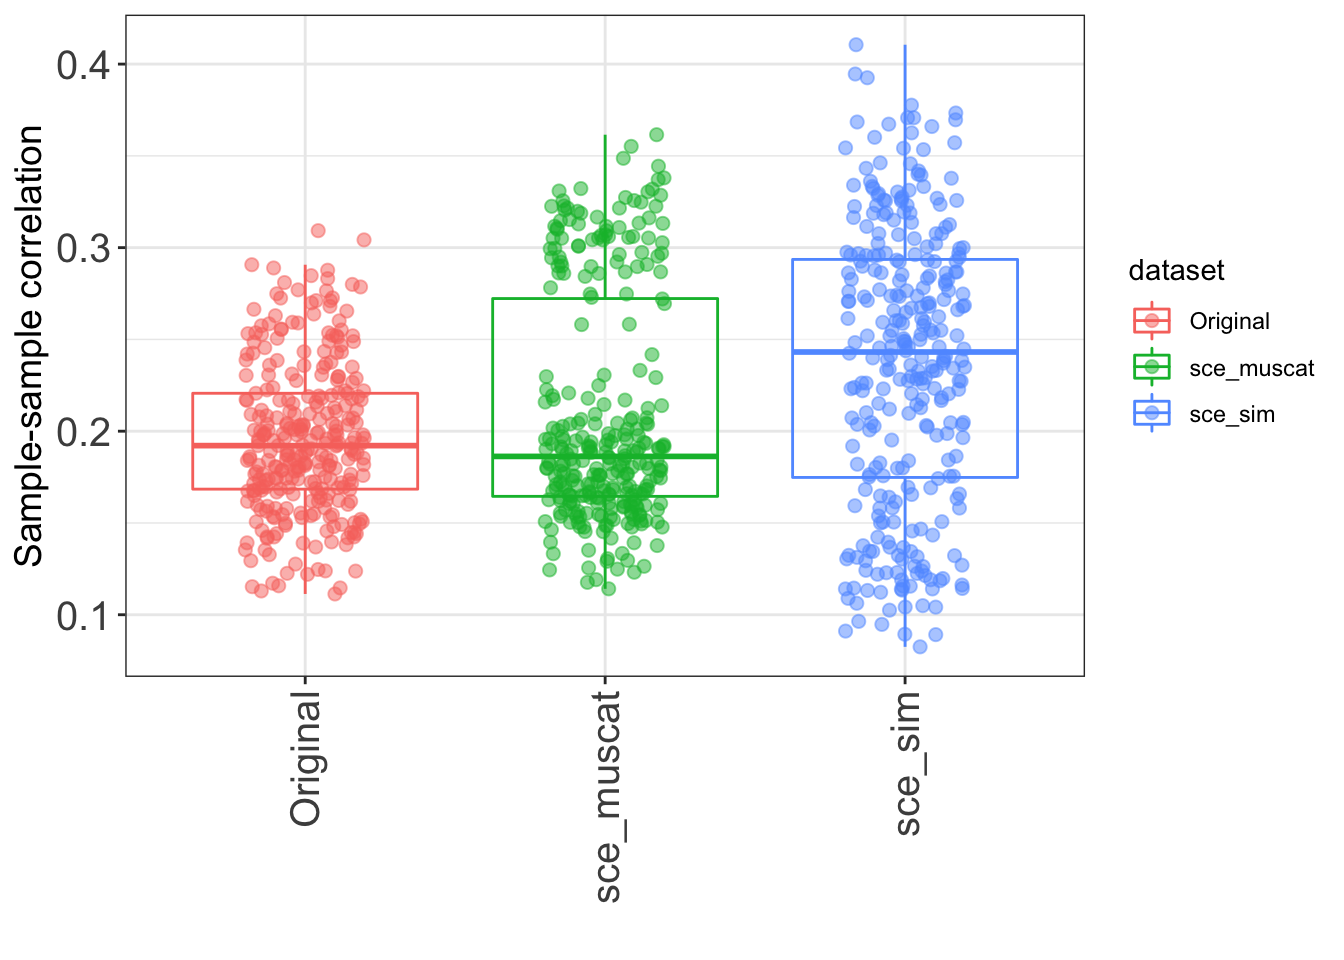 Sample-sample correlation
0.4
0.3
0.2
0.1
Original
sce_muscat
sce_sim
dataset
Original
sce_muscat
sce_sim